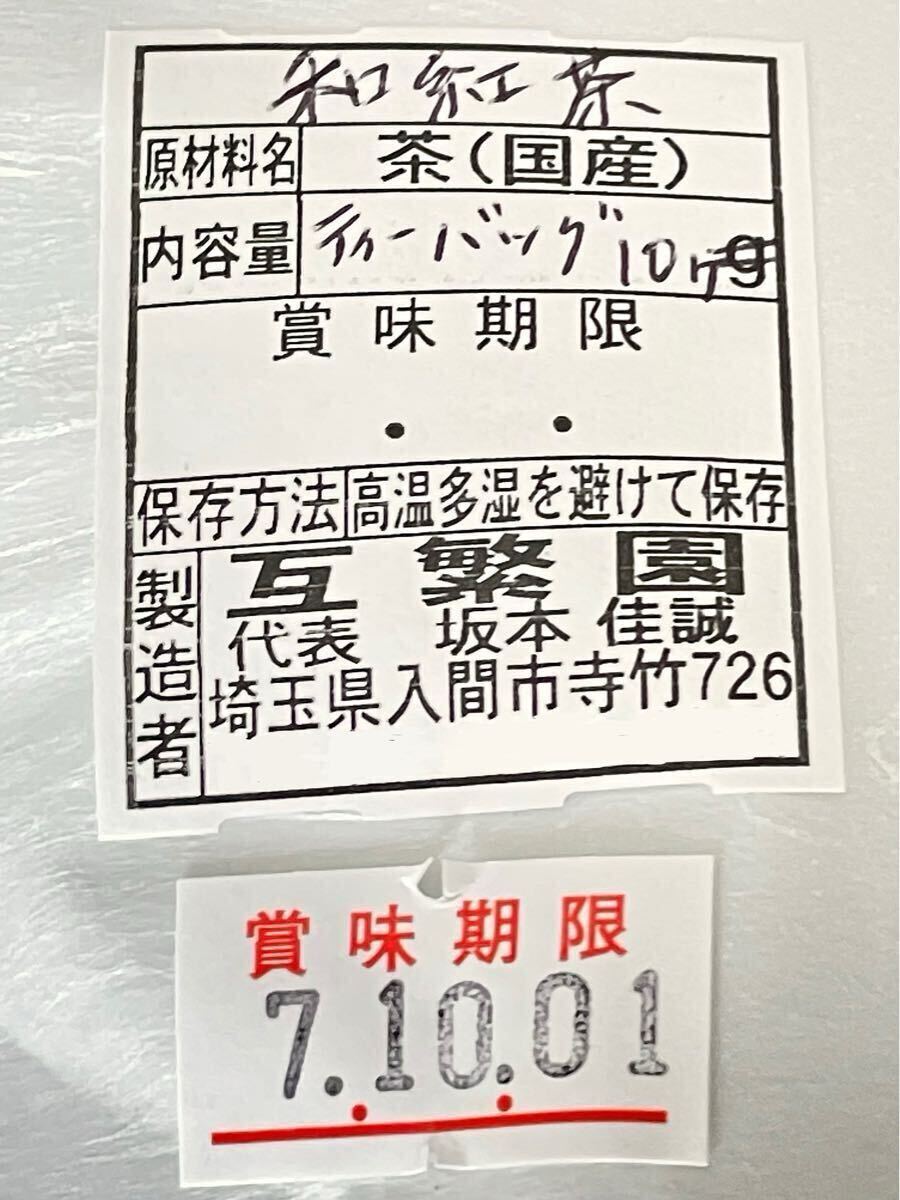 和紅茶
原材料名 茶(国産)
内容量 ティーバッグ10ケg
賞味期限
. .
保存方法 高温多湿を避けて保存
製造者 互繁園
代表 坂本 佳誠
埼玉県入間市寺竹726
賞味期限
7.10.01